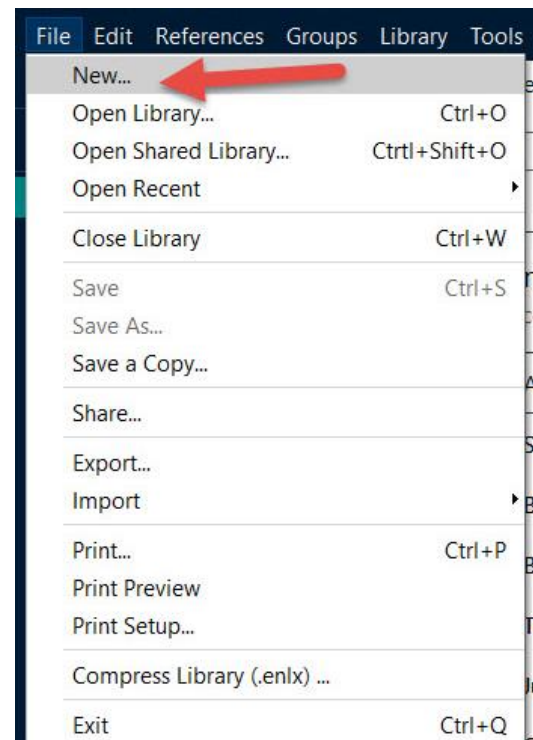 File Edit References Groups Library Tools
New...
Open Library... Ctrl+O
Open Shared Library... Ctrtl+Shift+O
Open Recent
Close Library Ctrl+W
Save Ctrl+S
Save As...
Save a Copy...
Share...
Export...
Import
Print... Ctrl+P
Print Preview
Print Setup...
Compress Library (.enlx) ...
Exit Ctrl+Q